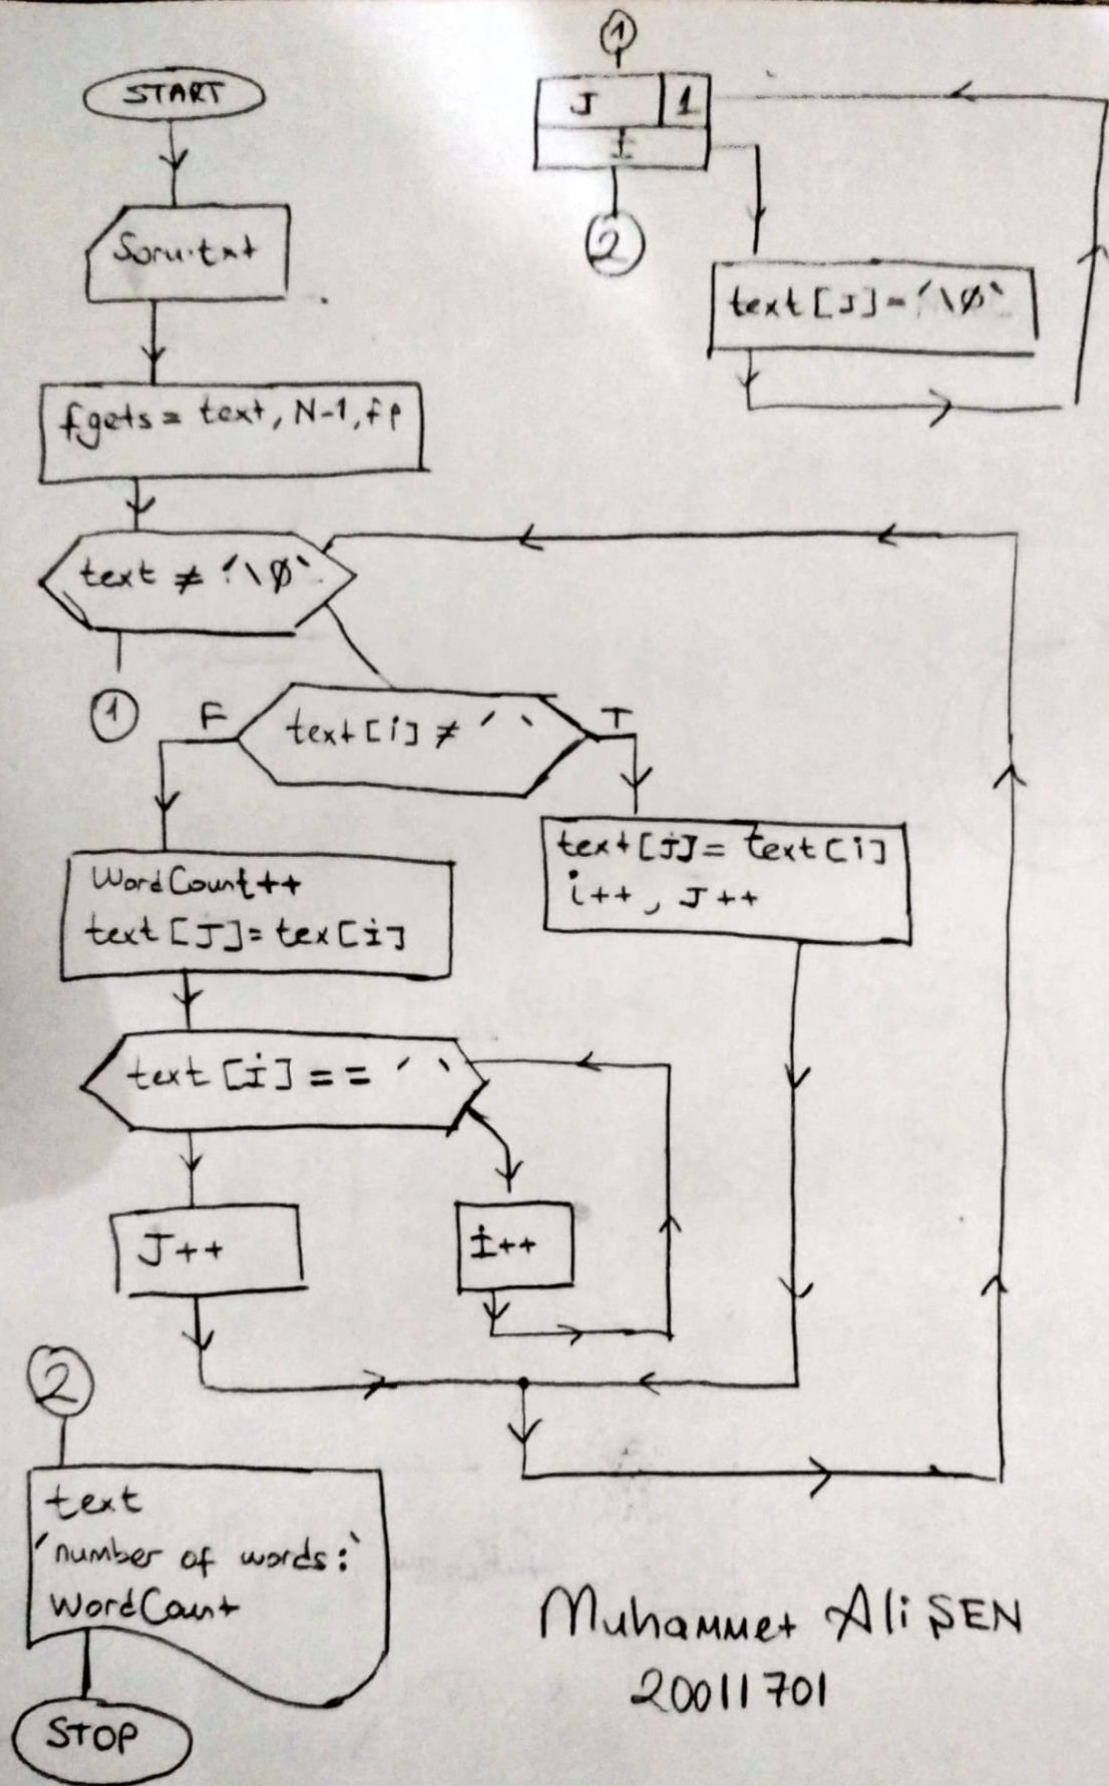 START
Soru.txt
fgets = text, N-1, fp
text ≠ '\0'
1
text[i] ≠ ' '
F
T
WordCount++
text[J]=tex[i]
text[j]= text[i]
i++, J++
text[i] == ' '
J++
i++
1
J 1
I
2
text[J]='\0'
2
text
'number of words:'
WordCount
STOP
Muhammet Ali ŞEN
20011701